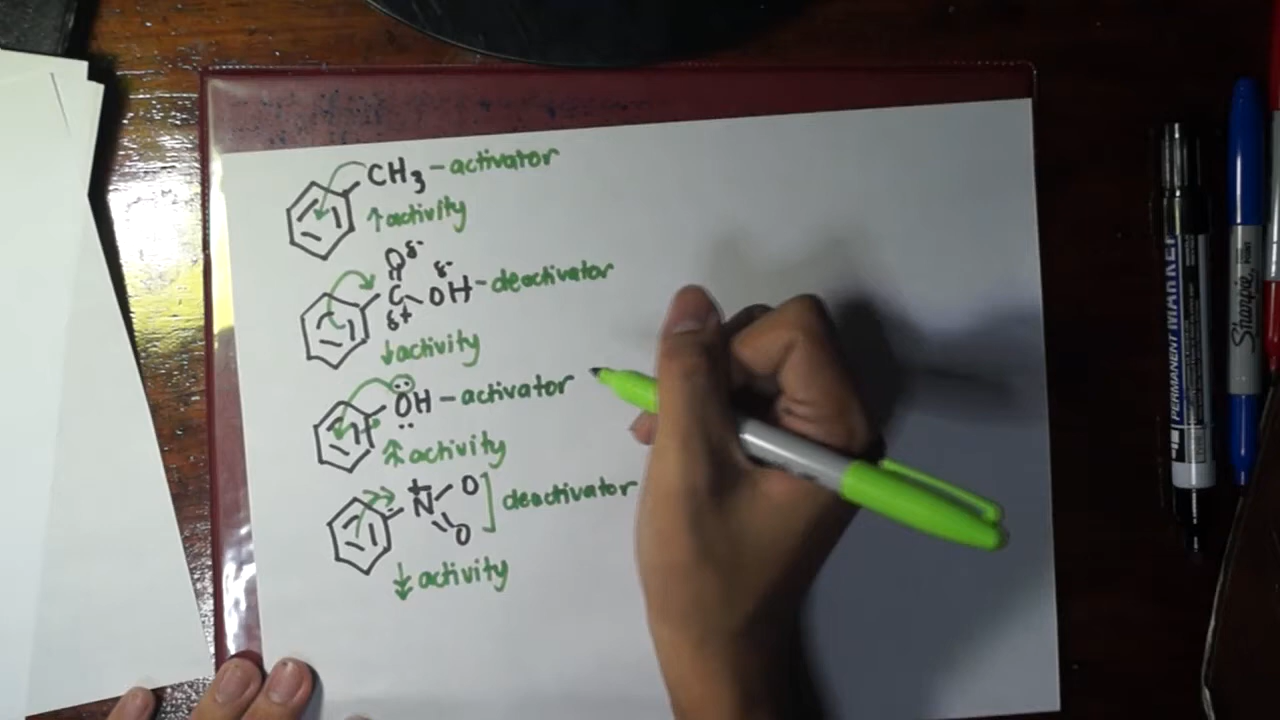 CH3 - activator
↑ activity
O δ-
δ-
C OH - deactivator
δ+
↓ activity
OH - activator
↑ activity
+
N O
O
] deactivator
↓ activity
PERMANENT MARKER
Sharpie